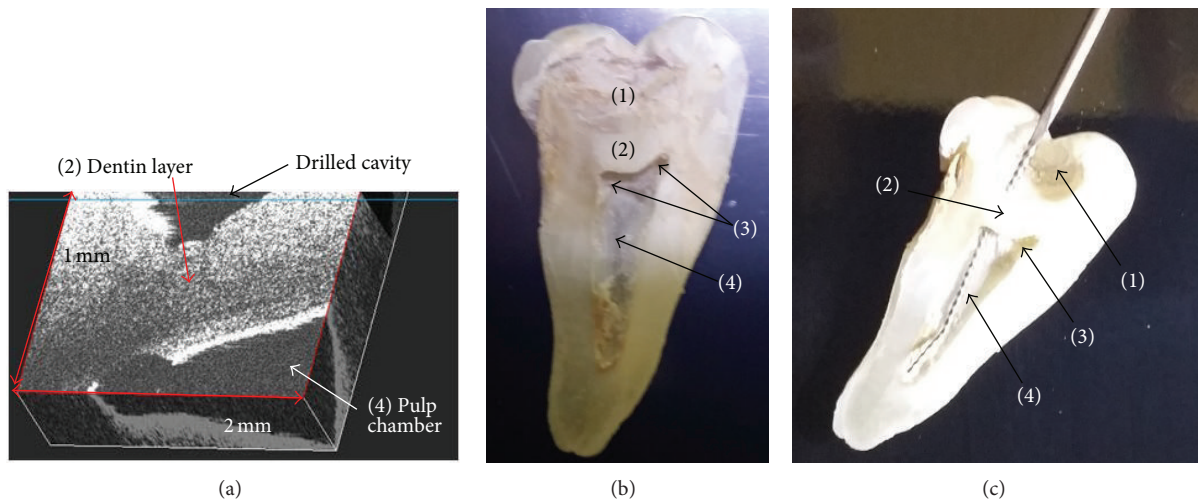 (2) Dentin layer
Drilled cavity
1 mm
2 mm
(4) Pulp
chamber
(a)
(1)
(2)
(3)
(4)
(b)
(2)
(1)
(3)
(4)
(c)